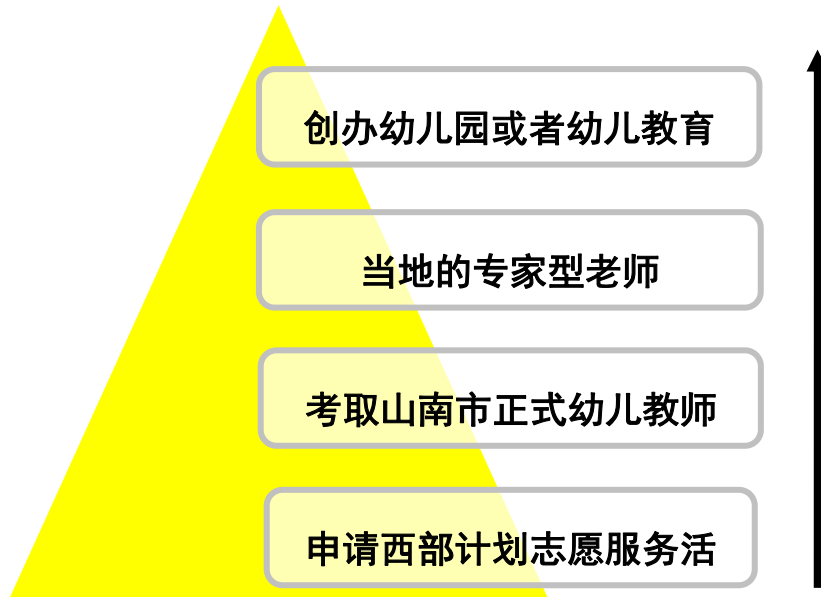 创办幼儿园或者幼儿教育
当地的专家型老师
考取山南市正式幼儿教师
申请西部计划志愿服务活